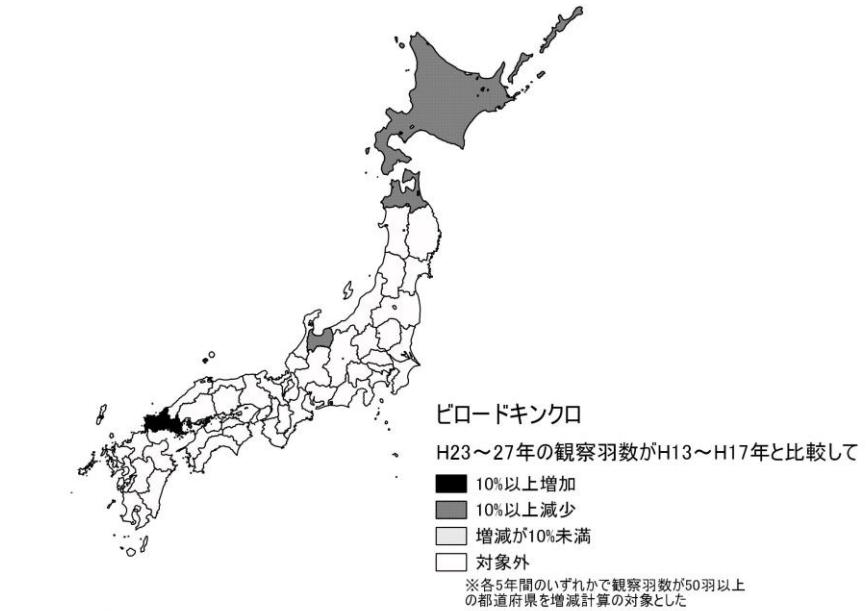 ビロードキンクロ
H23～27年の観察羽数がH13～H17年と比較して
10%以上増加
10%以上減少
増減が10%未満
対象外
※各5年間のいずれかで観察羽数が50羽以上
の都道府県を増減計算の対象とした